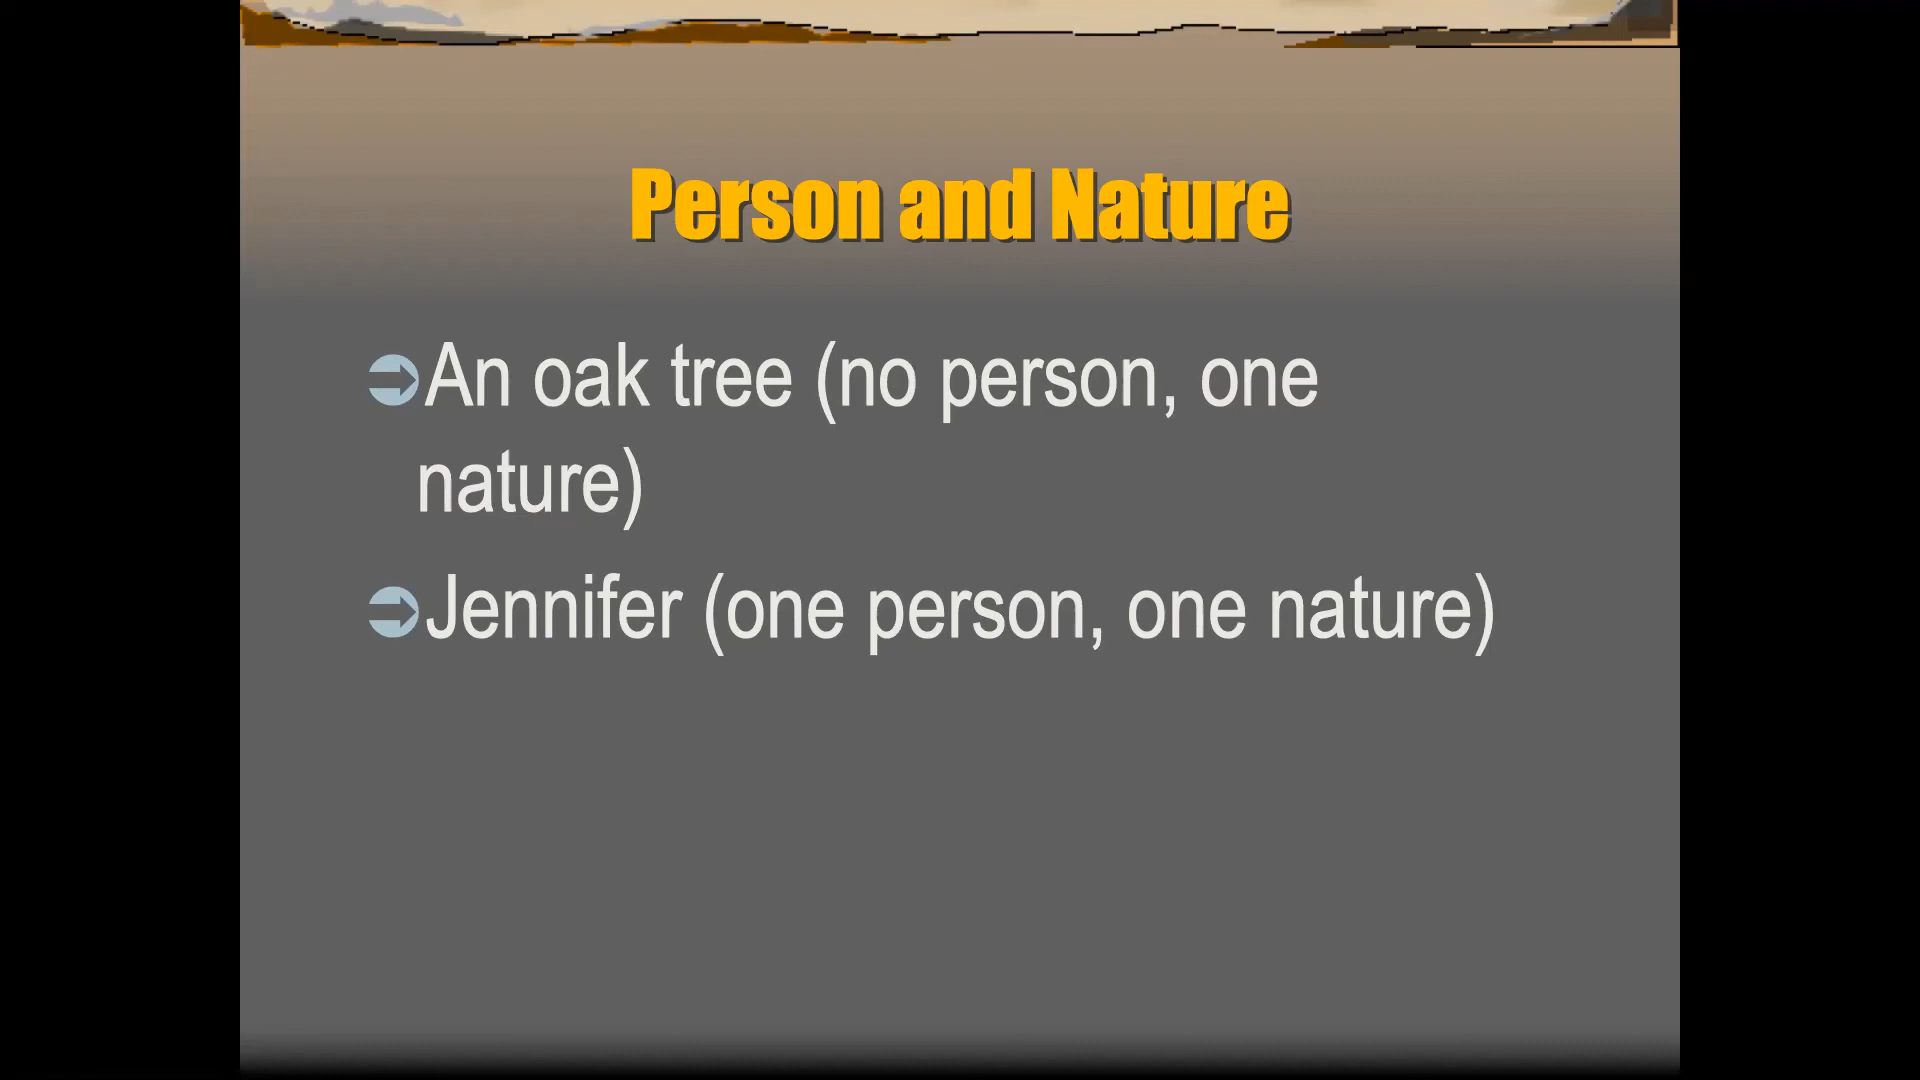 Person and Nature
An oak tree (no person, one
nature)
Jennifer (one person, one nature)